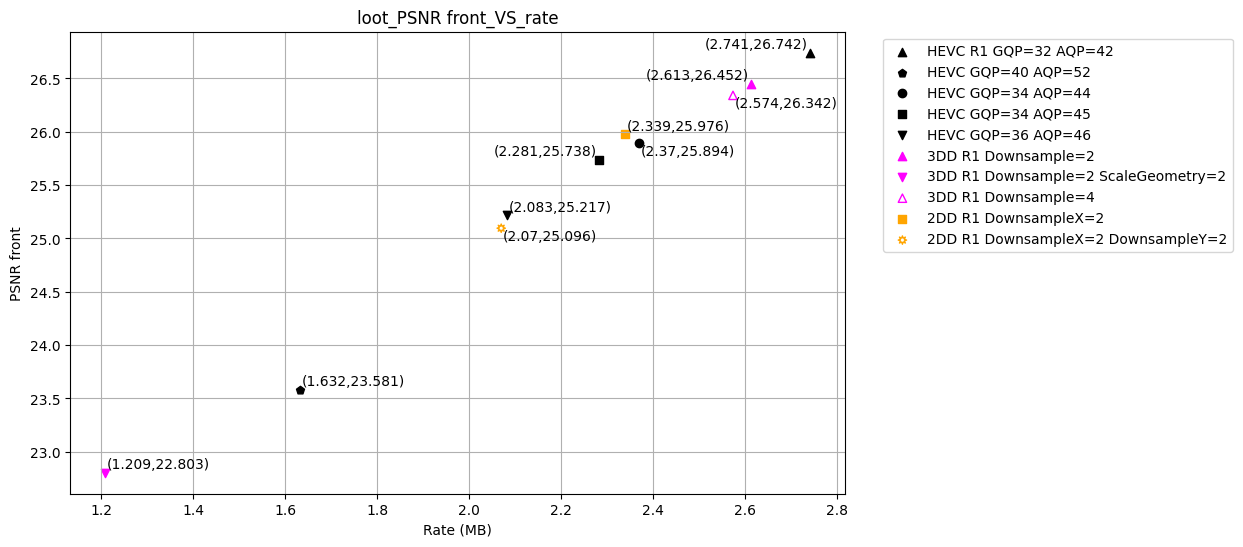 loot_PSNR front_VS_rate
(2.741,26.742)
(2.613,26.452)
(2.574,26.342)
(2.339,25.976)
(2.37,25.894)
(2.281,25.738)
(2.083,25.217)
(2.07,25.096)
(1.632,23.581)
(1.209,22.803)
PSNR front
26.5
26.0
25.5
25.0
24.5
24.0
23.5
23.0
1.2 1.4 1.6 1.8 2.0 2.2 2.4 2.6 2.8
Rate (MB)
HEVC R1 GQP=32 AQP=42
HEVC GQP=40 AQP=52
HEVC GQP=34 AQP=44
HEVC GQP=34 AQP=45
HEVC GQP=36 AQP=46
3DD R1 Downsample=2
3DD R1 Downsample=2 ScaleGeometry=2
3DD R1 Downsample=4
2DD R1 DownsampleX=2
2DD R1 DownsampleX=2 DownsampleY=2